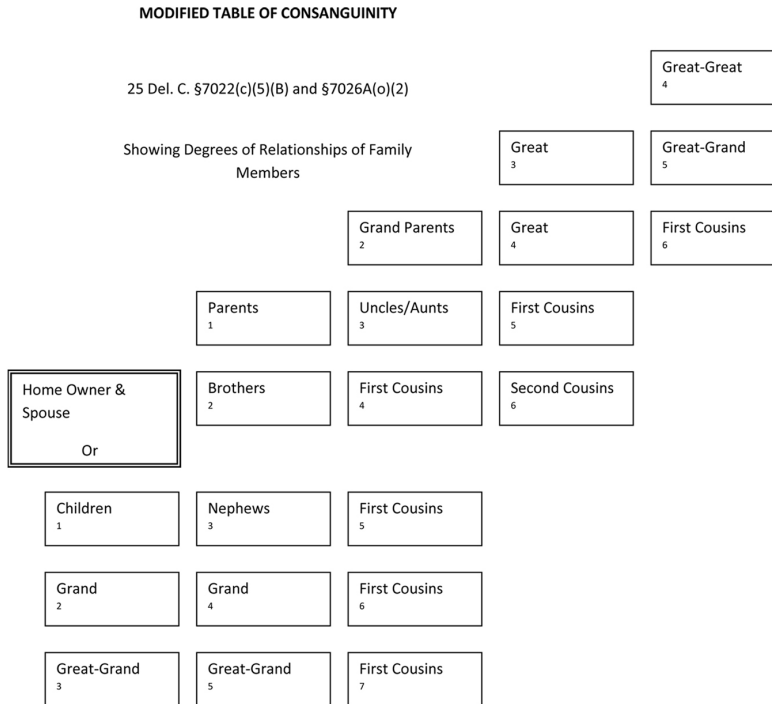 MODIFIED TABLE OF CONSANGUINITY
Great-Great
4
25 Del. C. §7022(c)(5)(B) and §7026A(o)(2)
Showing Degrees of Relationships of Family
Members
Great
3
Great-Grand
5
Grand Parents
2
Great
4
First Cousins
6
Parents
1
Uncles/Aunts
3
First Cousins
5
Home Owner &
Spouse
Or
Brothers
2
First Cousins
4
Second Cousins
6
Children
1
Nephews
3
First Cousins
5
Grand
2
Grand
4
First Cousins
6
Great-Grand
3
Great-Grand
5
First Cousins
7